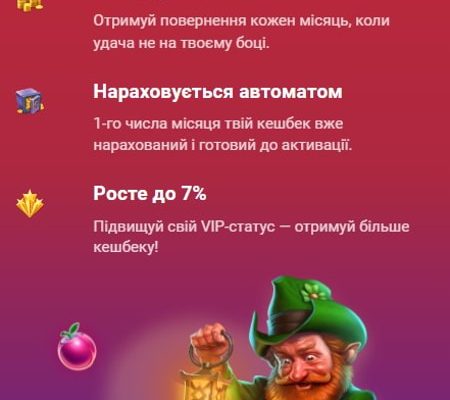 Отримуй повернення кожен місяць, коли
удача не на твоєму боці.
Нараховується автоматом
1-го числа місяця твій кешбек вже
нарахований і готовий до активації.
Росте до 7%
Підвищуй свій VIP-статус — отримуй більше
кешбеку!